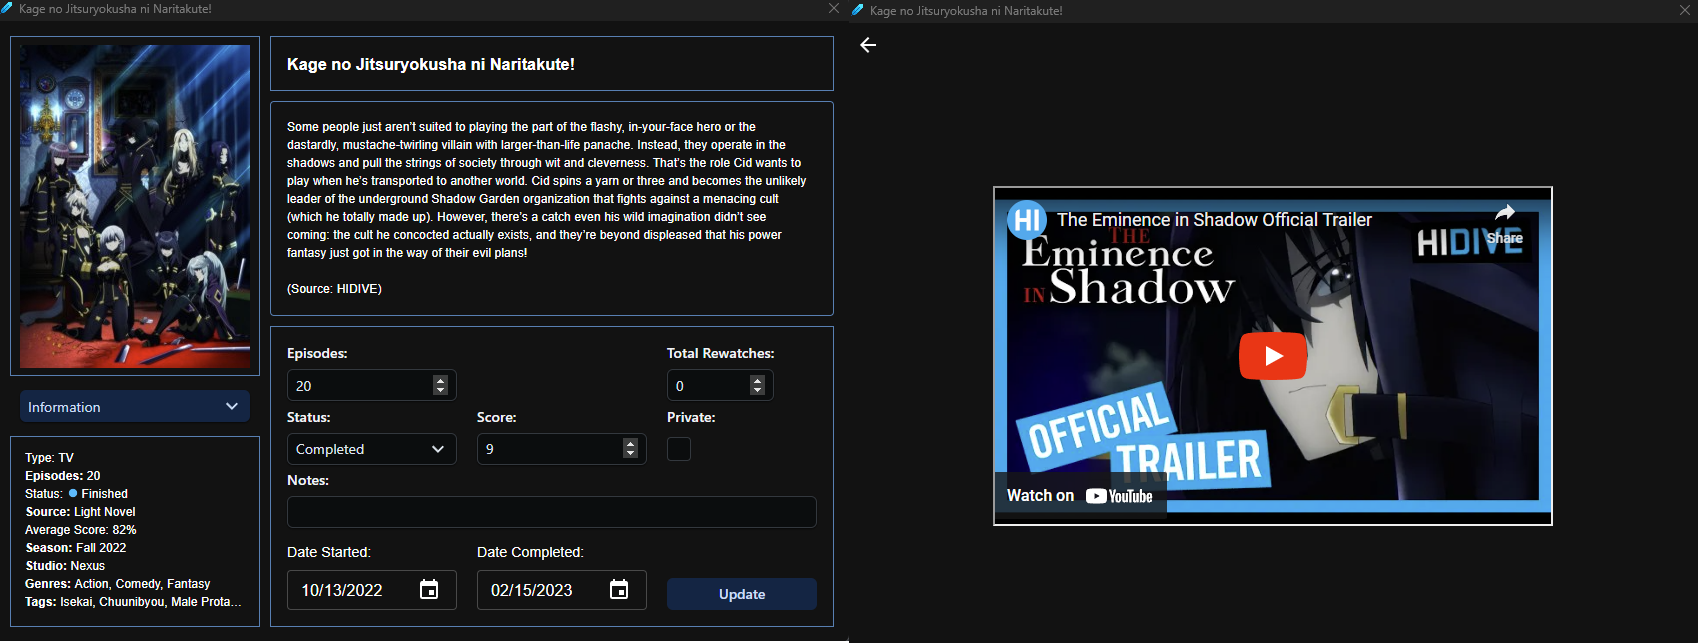 Kage no Jitsuryokusha ni Naritakute!
Kage no Jitsuryokusha ni Naritakute!
Some people just aren't suited to playing the part of the flashy, in-your-face hero or the
dastardly, mustache-twirling villain with larger-than-life panache. Instead, they operate in the
shadows and pull the strings of society through wit and cleverness. That's the role Cid wants to
play when he's transported to another world. Cid spins a yarn or three and becomes the unlikely
leader of the underground Shadow Garden organization that fights against a menacing cult
(which he totally made up). However, there's a catch even his wild imagination didn't see
coming: the cult he concocted actually exists, and they're beyond displeased that his power
fantasy just got in the way of their evil plans!
(Source: HIDIVE)
Information
Type: TV
Episodes: 20
Status: Finished
Source: Light Novel
Average Score: 82%
Season: Fall 2022
Studio: Nexus
Genres: Action, Comedy, Fantasy
Tags: Isekai, Chuunibyou, Male Prota...
Episodes:
Total Rewatches:
20
0
Status:
Score:
Private:
Completed
9
Notes:
Date Started:
Date Completed:
10/13/2022
02/15/2023
Update
Kage no Jitsuryokusha ni Naritakute!
HI
The Eminence in Shadow Official Trailer
Share
THE
Eminence
IN Shadow
HIDIVE
OFFICIAL
TRAILER
Watch on YouTube